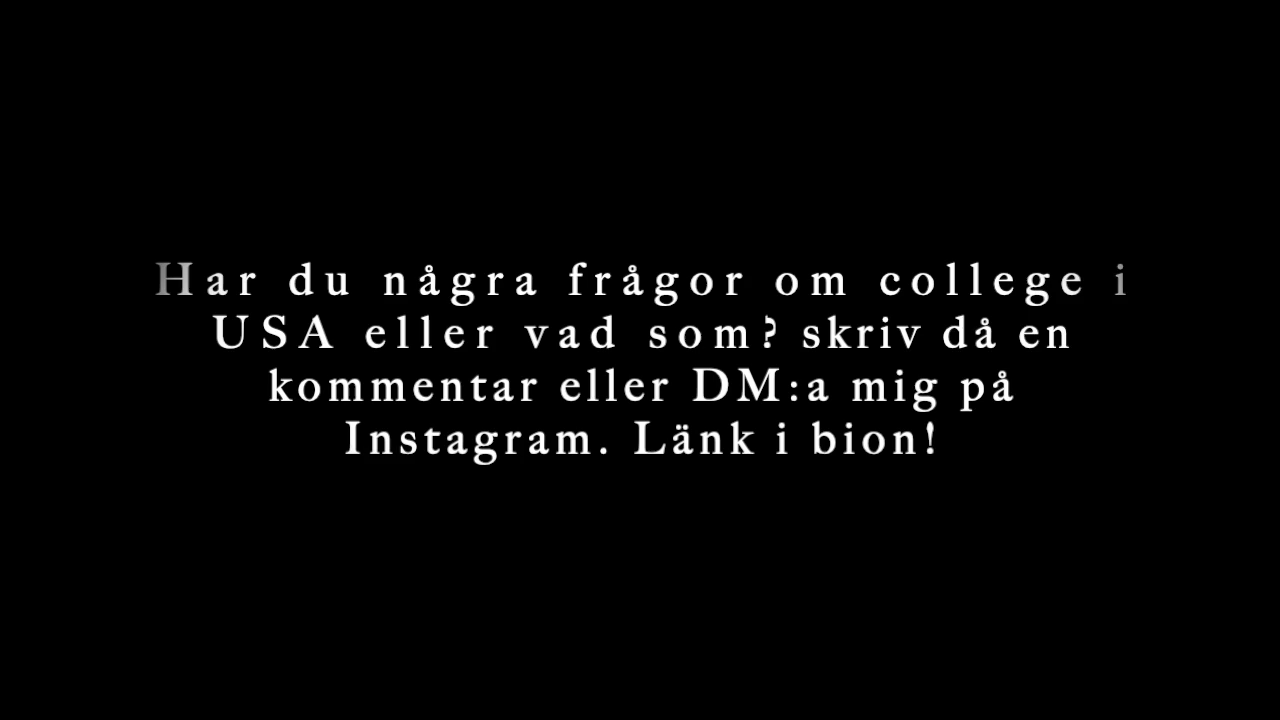 Har du några frågor om college i
USA eller vad som? skriv då en
kommentar eller DM:a mig på
Instagram. Länk i bion!